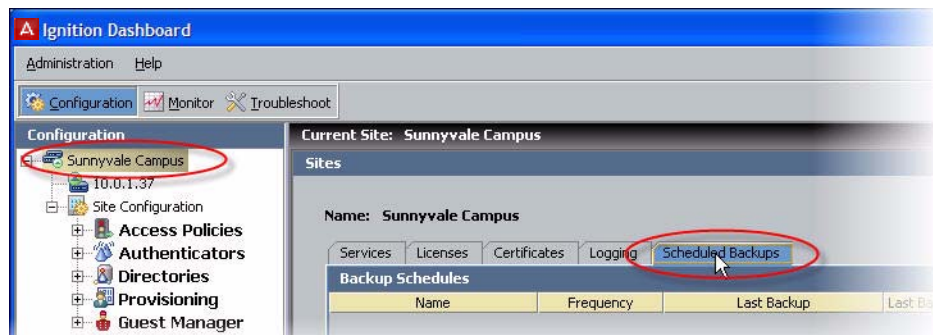 A Ignition Dashboard
Administration Help
Configuration Monitor Troubleshoot
Configuration
Sunnyvale Campus
10.0.1.37
Site Configuration
Access Policies
Authenticators
Directories
Provisioning
Guest Manager
Current Site: Sunnyvale Campus
Sites
Name: Sunnyvale Campus
Services Licenses Certificates Logging Scheduled Backups
Backup Schedules
Name Frequency Last Backup Last